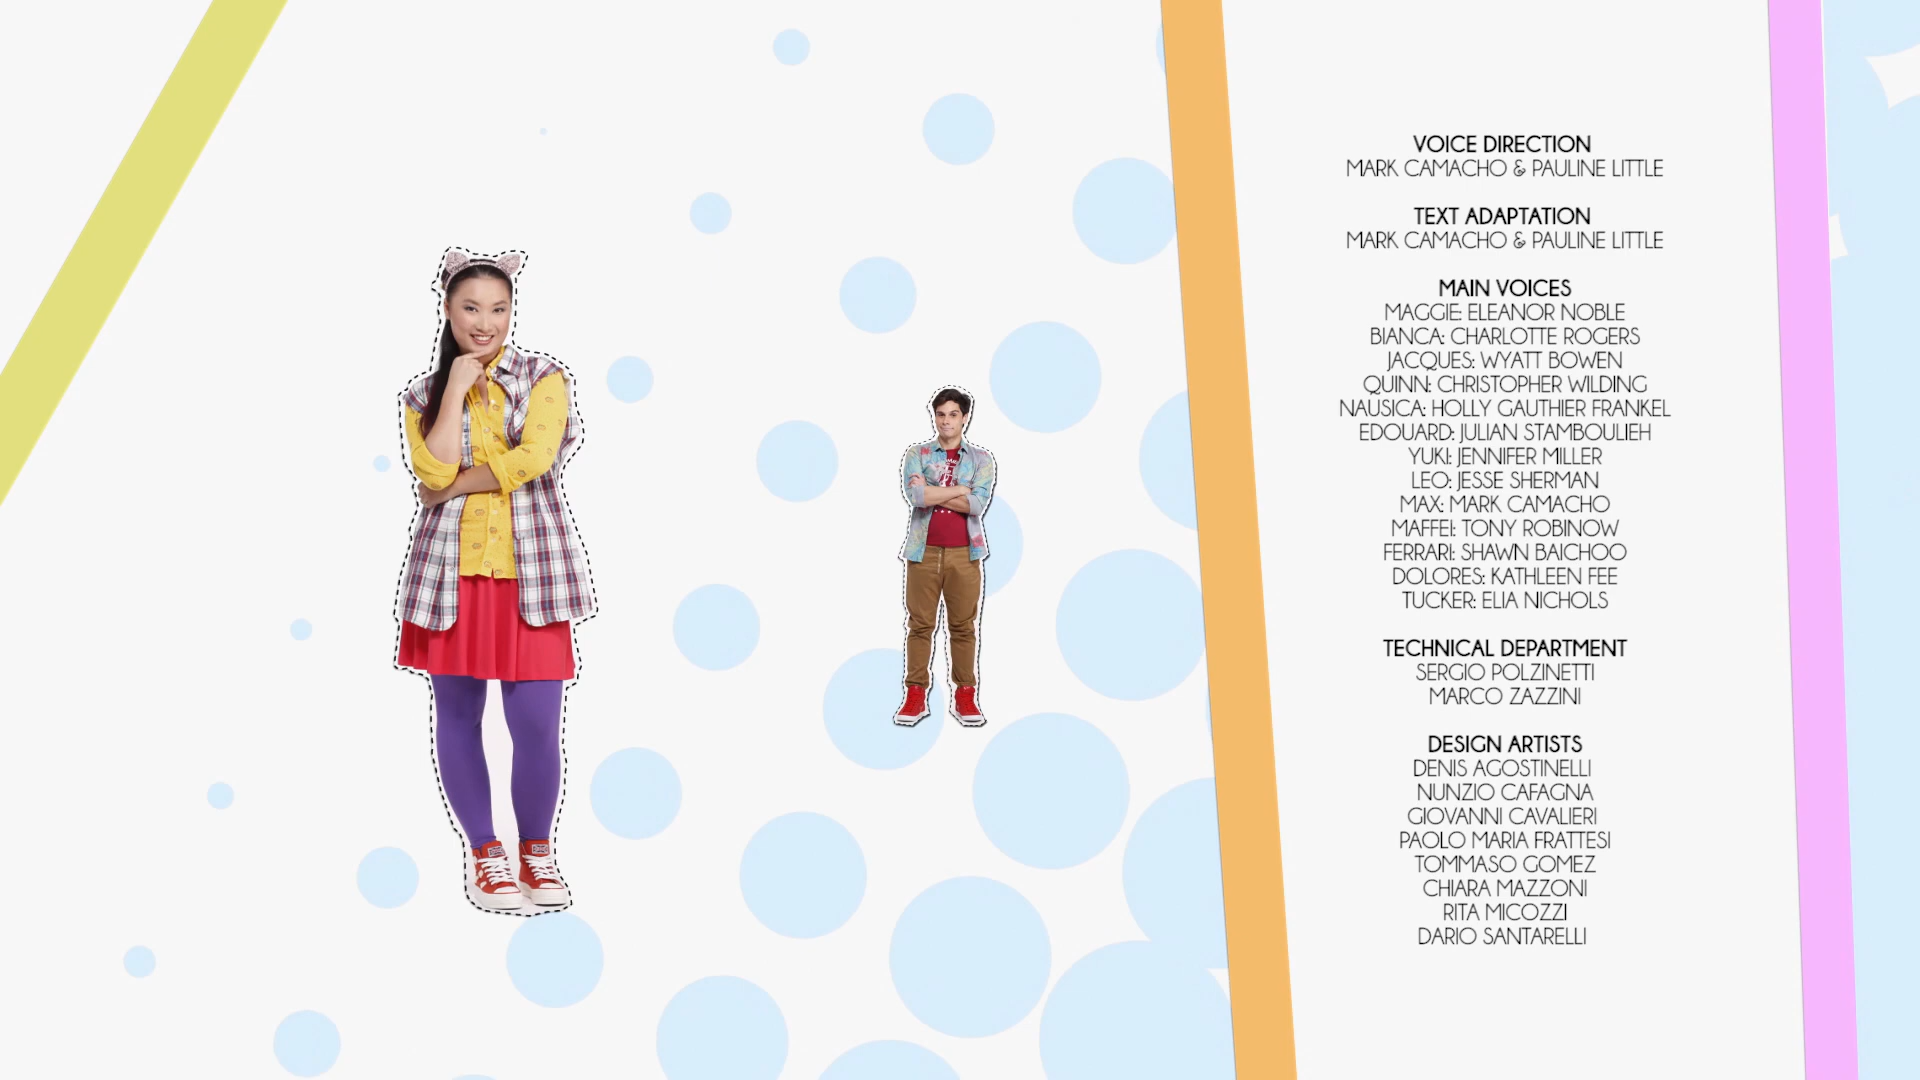 VOICE DIRECTION
MARK CAMACHO & PAULINE LITTLE
TEXT ADAPTATION
MARK CAMACHO & PAULINE LITTLE
MAIN VOICES
MAGGIE: ELEANOR NOBLE
BIANCA: CHARLOTTE ROGERS
JACQUES: WYATT BOWEN
QUINN: CHRISTOPHER WILDING
NAUSICA: HOLLY GAUTHIER FRANKEL
EDOUARD: JULIAN STAMBOULIEH
YUKI: JENNIFER MILLER
LEO: JESSE SHERMAN
MAX: MARK CAMACHO
MAFFEI: TONY ROBINOW
FERRARI: SHAWN BAICHOO
DOLORES: KATHLEEN FEE
TUCKER: ELIA NICHOLS
TECHNICAL DEPARTMENT
SERGIO POLZINETTI
MARCO ZAZZINI
DESIGN ARTISTS
DENIS AGOSTINELLI
NUNZIO CAFAGNA
GIOVANNI CAVALIERI
PAOLO MARIA FRATTESI
TOMMASO GOMEZ
CHIARA MAZZONI
RITA MICOZZI
DARIO SANTARELLI